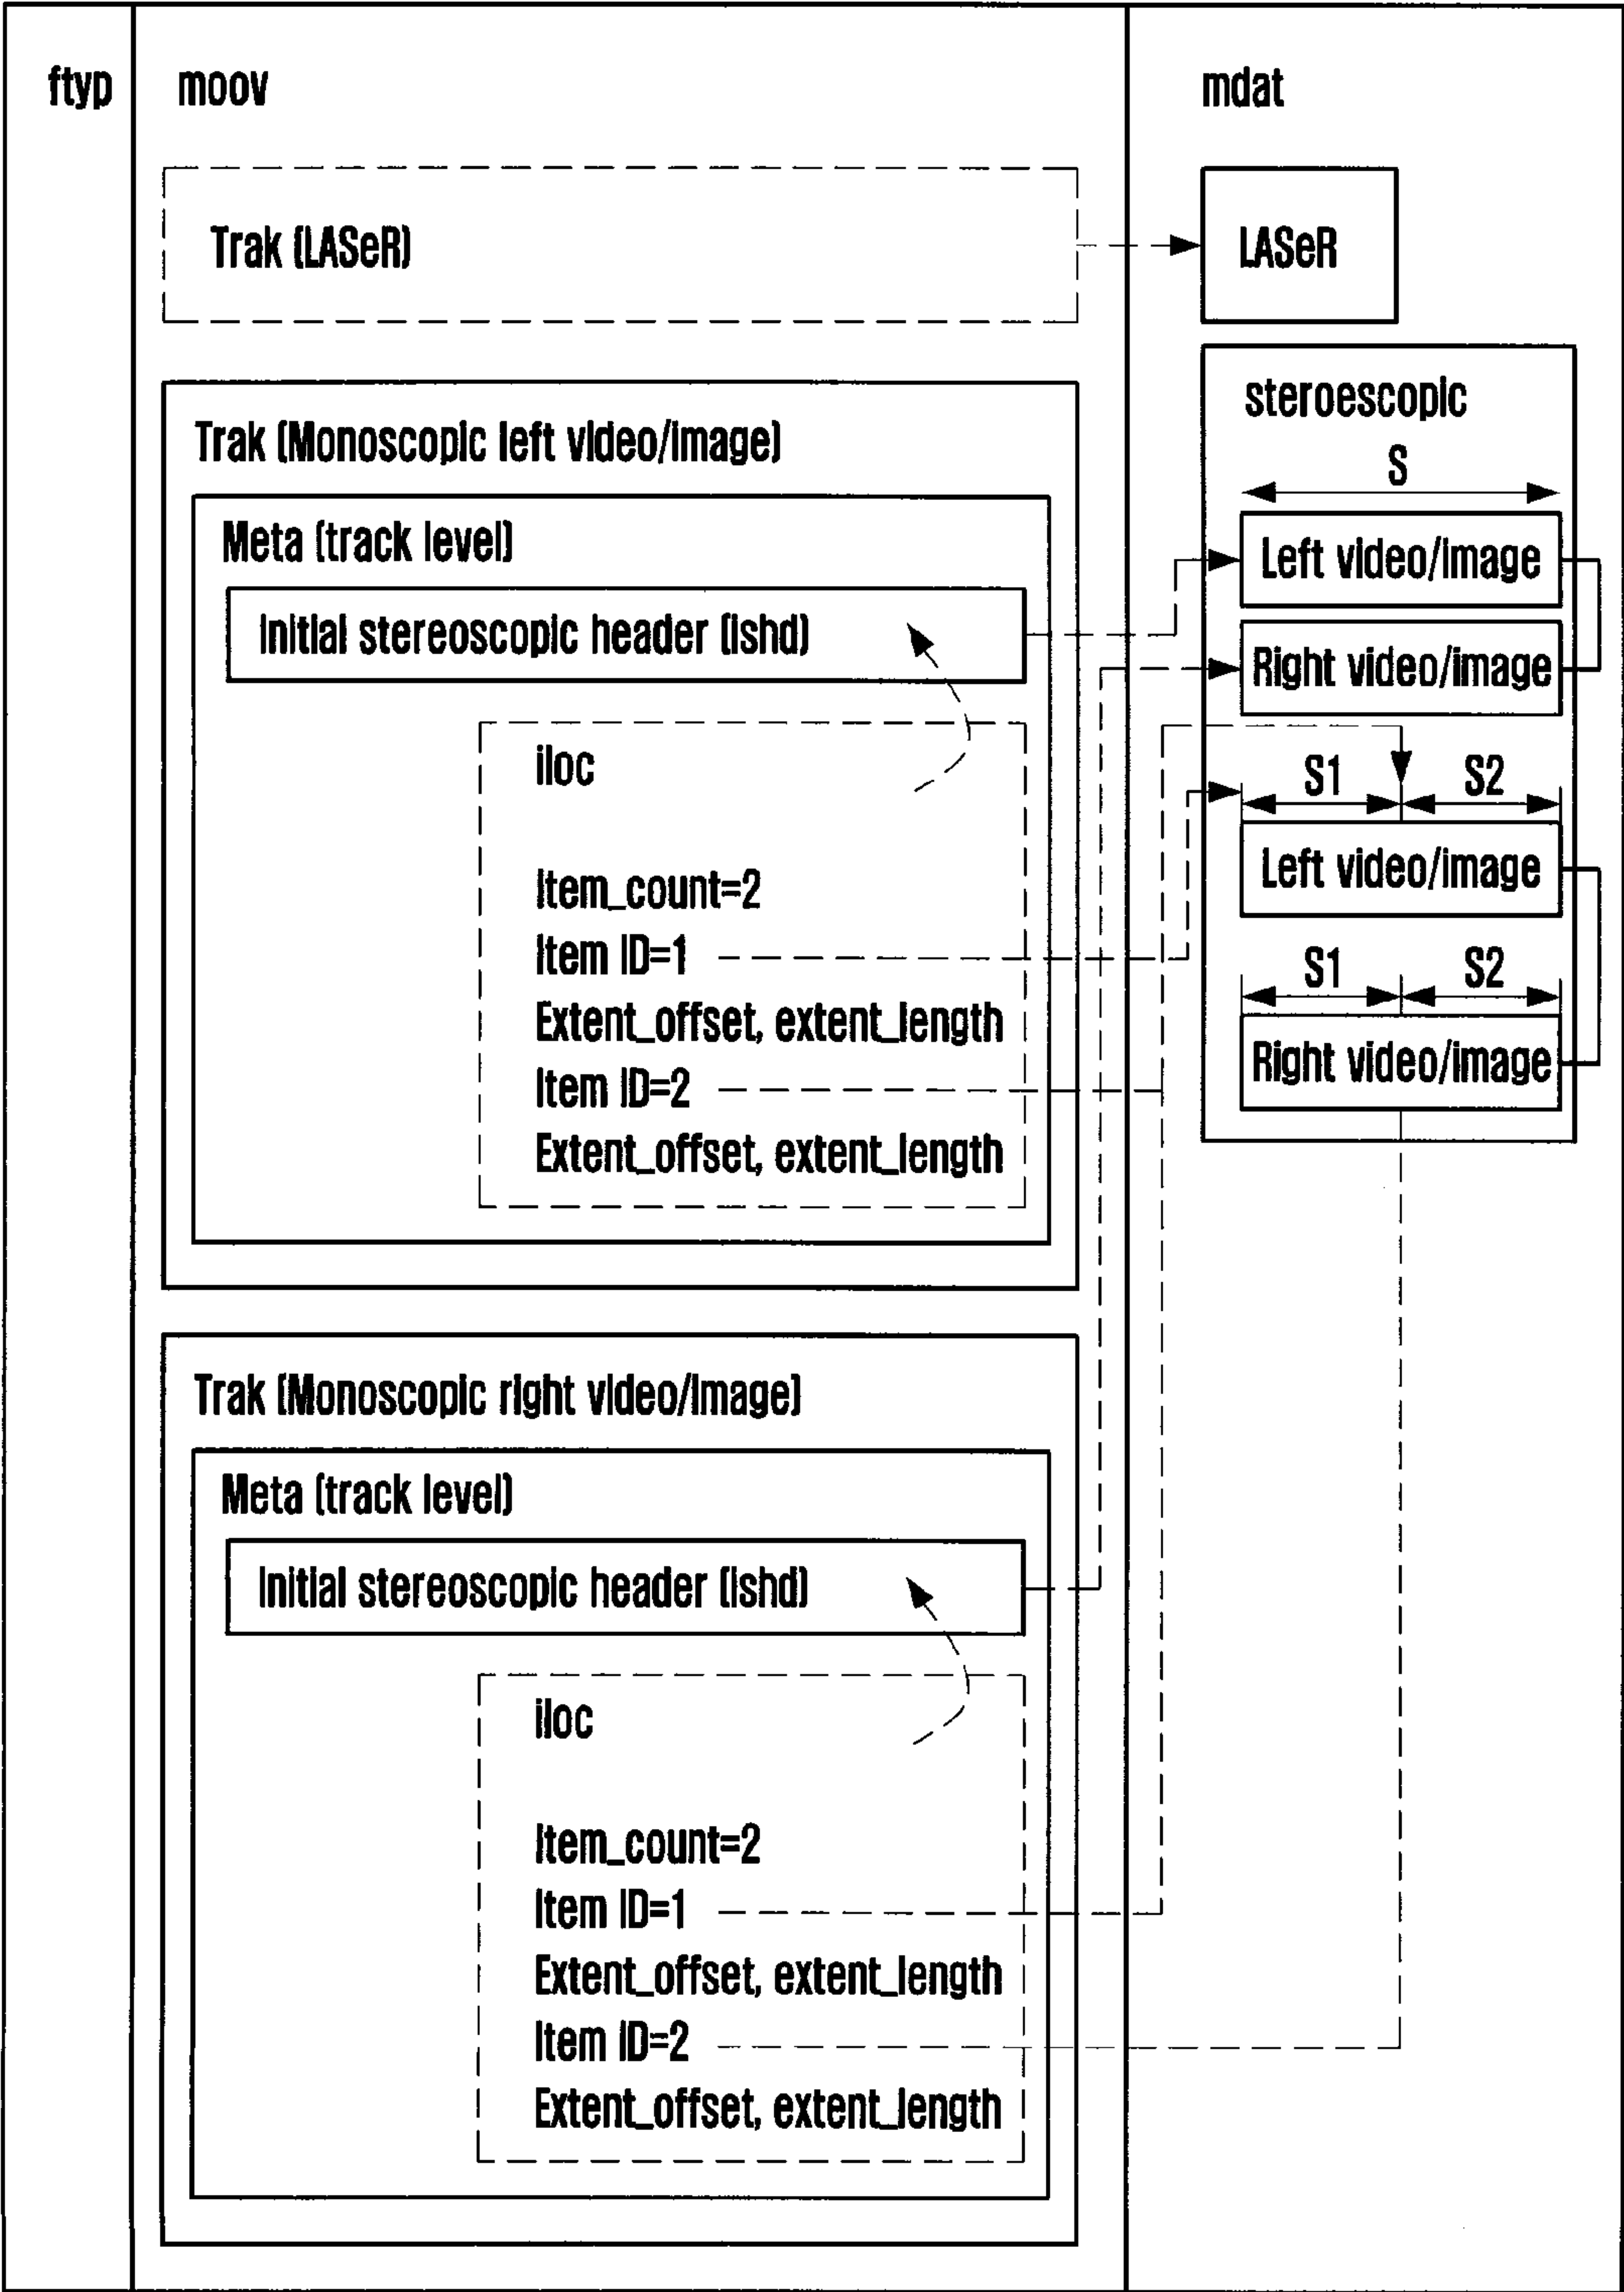 ftyp
moov
mdat
Trak (LASeR)
LASeR
Trak (Monoscopic left video/image)
Meta (track level)
Initial stereoscopic header (ishd)
iloc
Item_count=2
Item ID=1
Extent_offset, extent_length
Item ID=2
Extent_offset, extent_length
steroescopic
S
Left video/image
Right video/image
S1 S2
Left video/image
S1 S2
Right video/image
Trak (Monoscopic right video/image)
Meta (track level)
Initial stereoscopic header (ishd)
iloc
Item_count=2
Item ID=1
Extent_offset, extent_length
Item ID=2
Extent_offset, extent_length